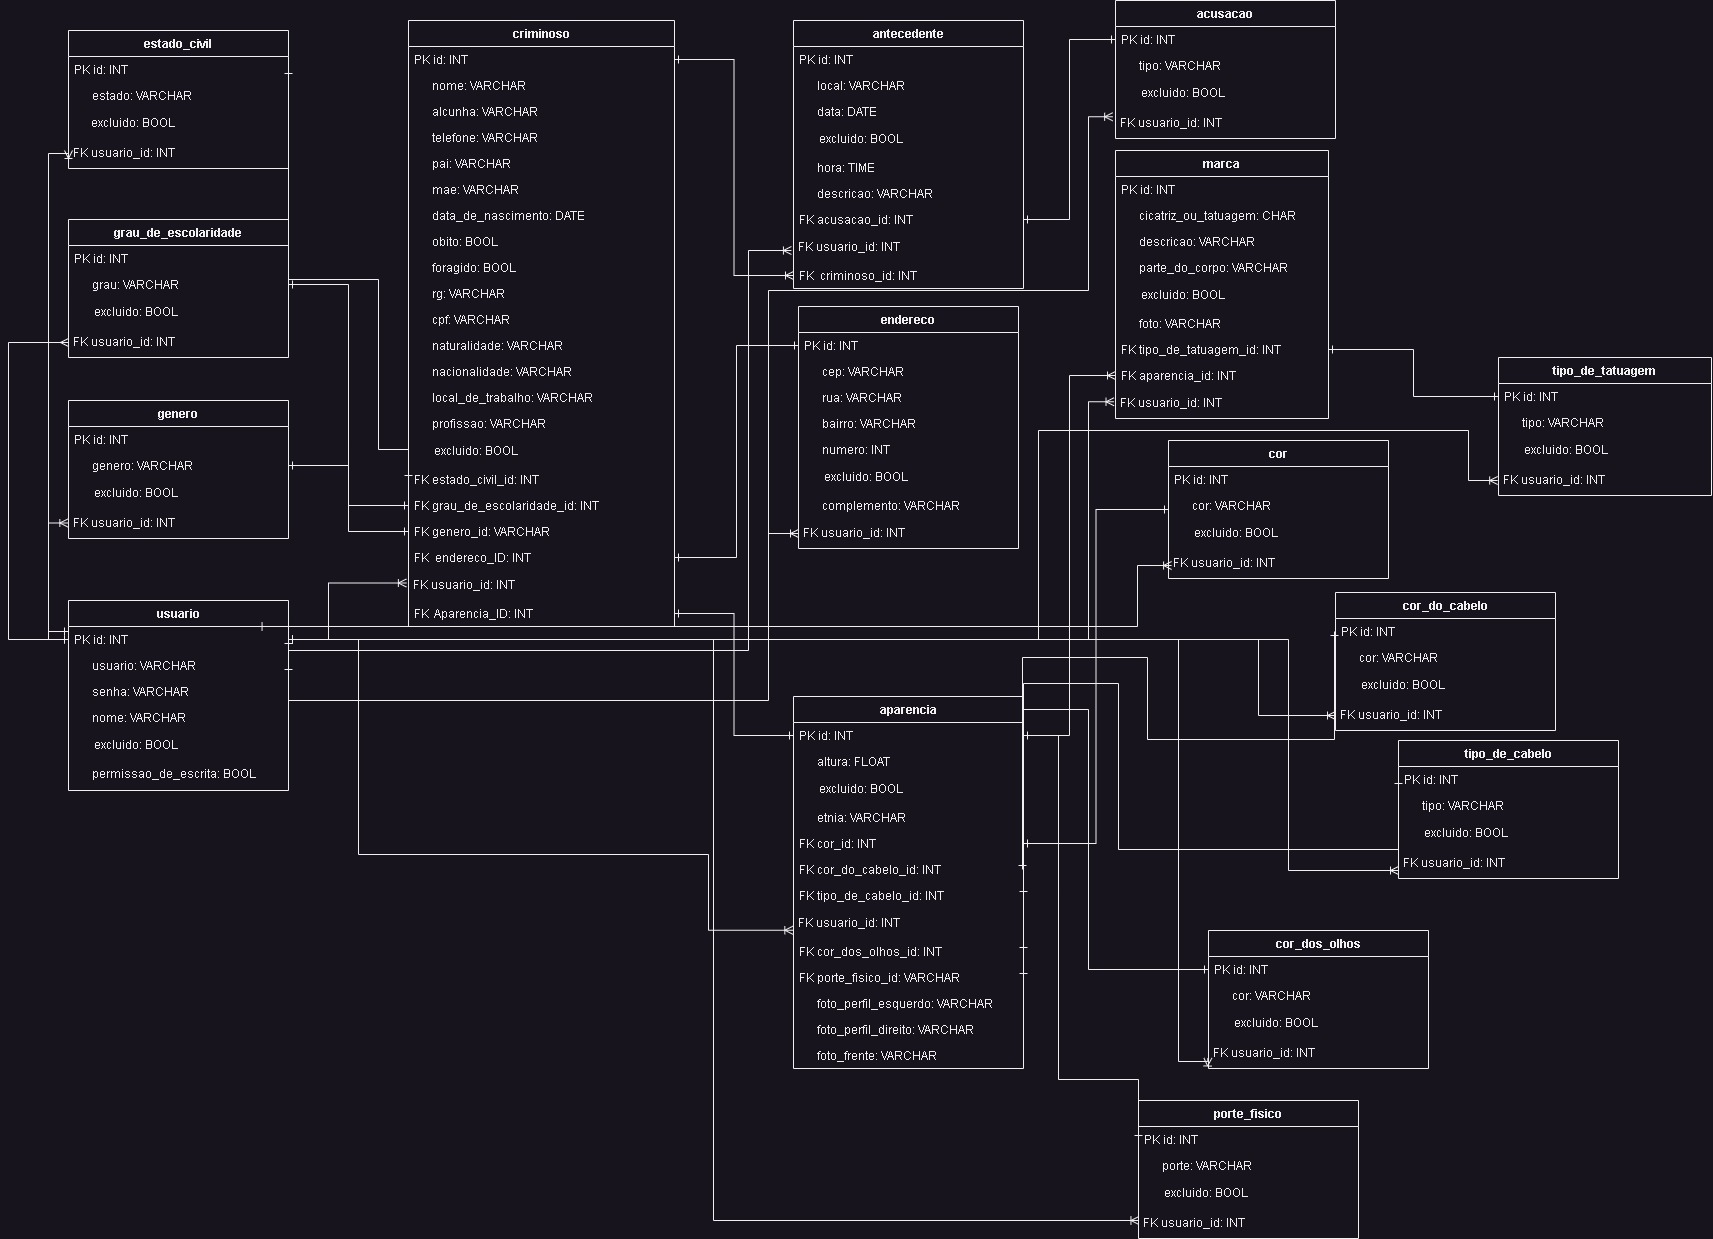 estado_civil
PK id: INT
estado: VARCHAR
excluido: BOOL
FK usuario_id: INT
grau_de_escolaridade
PK id: INT
grau: VARCHAR
excluido: BOOL
FK usuario_id: INT
genero
PK id: INT
genero: VARCHAR
excluido: BOOL
FK usuario_id: INT
usuario
PK id: INT
usuario: VARCHAR
senha: VARCHAR
nome: VARCHAR
excluido: BOOL
permissao_de_escrita: BOOL
criminoso
PK id: INT
nome: VARCHAR
alcunha: VARCHAR
telefone: VARCHAR
pai: VARCHAR
mae: VARCHAR
data_de_nascimento: DATE
obito: BOOL
foragido: BOOL
rg: VARCHAR
cpf: VARCHAR
naturalidade: VARCHAR
nacionalidade: VARCHAR
local_de_trabalho: VARCHAR
profissao: VARCHAR
excluido: BOOL
FK estado_civil_id: INT
FK grau_de_escolaridade_id: INT
FK genero_id: VARCHAR
FK endereco_ID: INT
FK usuario_id: INT
FK Aparencia_ID: INT
antecedente
PK id: INT
local: VARCHAR
data: DATE
excluido: BOOL
hora: TIME
descricao: VARCHAR
FK acusacao_id: INT
FK usuario_id: INT
FK criminoso_id: INT
endereco
PK id: INT
cep: VARCHAR
rua: VARCHAR
bairro: VARCHAR
numero: INT
excluido: BOOL
complemento: VARCHAR
FK usuario_id: INT
aparencia
PK id: INT
altura: FLOAT
excluido: BOOL
etnia: VARCHAR
FK cor_id: INT
FK cor_do_cabelo_id: INT
FK tipo_de_cabelo_id: INT
FK usuario_id: INT
FK cor_dos_olhos_id: INT
FK porte_fisico_id: VARCHAR
foto_perfil_esquerdo: VARCHAR
foto_perfil_direito: VARCHAR
foto_frente: VARCHAR
acusacao
PK id: INT
tipo: VARCHAR
excluido: BOOL
FK usuario_id: INT
marca
PK id: INT
cicatriz_ou_tatuagem: CHAR
descricao: VARCHAR
parte_do_corpo: VARCHAR
excluido: BOOL
foto: VARCHAR
FK tipo_de_tatuagem_id: INT
FK aparencia_id: INT
FK usuario_id: INT
tipo_de_tatuagem
PK id: INT
tipo: VARCHAR
excluido: BOOL
FK usuario_id: INT
cor
PK id: INT
cor: VARCHAR
excluido: BOOL
FK usuario_id: INT
cor_do_cabelo
PK id: INT
cor: VARCHAR
excluido: BOOL
FK usuario_id: INT
tipo_de_cabelo
PK id: INT
tipo: VARCHAR
excluido: BOOL
FK usuario_id: INT
cor_dos_olhos
PK id: INT
cor: VARCHAR
excluido: BOOL
FK usuario_id: INT
porte_fisico
PK id: INT
porte: VARCHAR
excluido: BOOL
FK usuario_id: INT